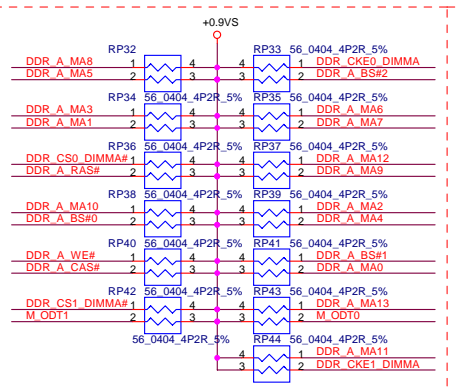 +0.9VS
RP32 RP33 56_0404_4P2R_5%
DDR_A_MA8 1 4 4 1 DDR_CKE0_DIMMA
DDR_A_MA5 2 3 3 2 DDR_A_BS#2
RP34 56_0404_4P2R_5% RP35 56_0404_4P2R_5%
DDR_A_MA3 1 4 4 1 DDR_A_MA6
DDR_A_MA1 2 3 3 2 DDR_A_MA7
RP36 56_0404_4P2R_5% RP37 56_0404_4P2R_5%
DDR_CS0_DIMMA# 1 4 4 1 DDR_A_MA12
DDR_A_RAS# 2 3 3 2 DDR_A_MA9
RP38 56_0404_4P2R_5% RP39 56_0404_4P2R_5%
DDR_A_MA10 1 4 4 1 DDR_A_MA2
DDR_A_BS#0 2 3 3 2 DDR_A_MA4
RP40 56_0404_4P2R_5% RP41 56_0404_4P2R_5%
DDR_A_WE# 1 4 4 1 DDR_A_BS#1
DDR_A_CAS# 2 3 3 2 DDR_A_MA0
RP42 56_0404_4P2R_5% RP43 56_0404_4P2R_5%
DDR_CS1_DIMMA# 1 4 4 1 DDR_A_MA13
M_ODT1 2 3 3 2 M_ODT0
56_0404_4P2R_5% RP44 56_0404_4P2R_5%
4 1 DDR_A_MA11
3 2 DDR_CKE1_DIMMA